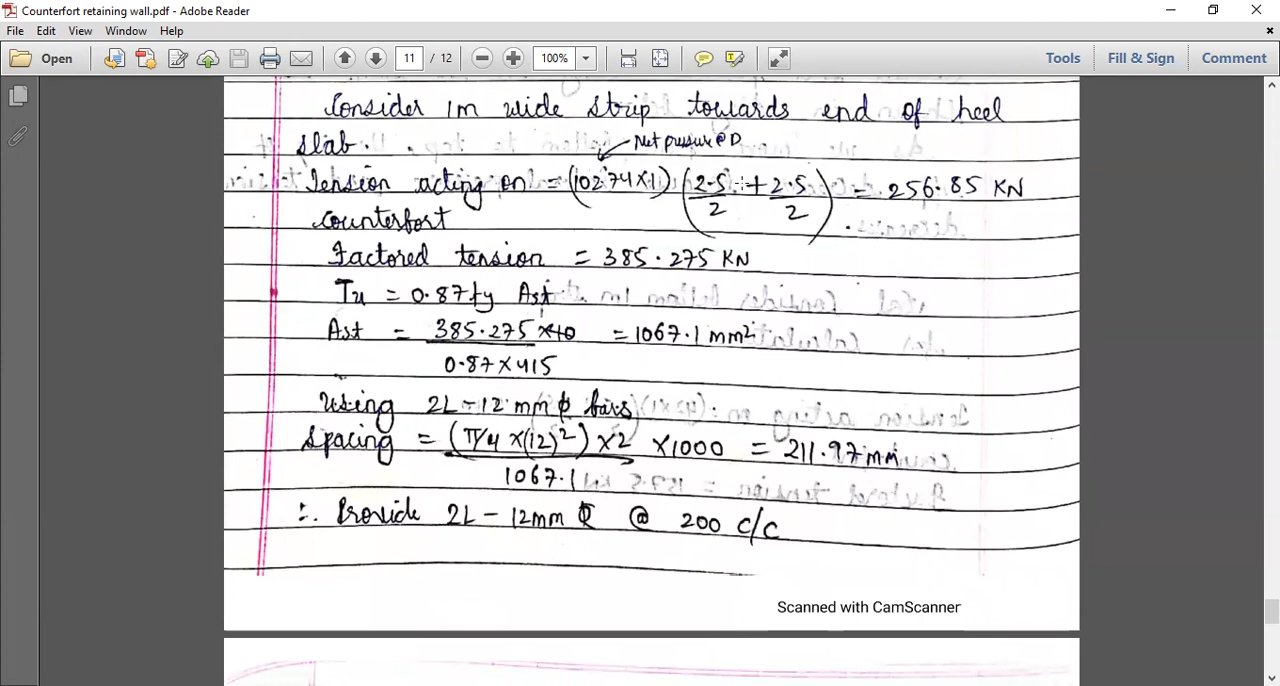 Counterfort retaining wall.pdf - Adobe Reader
File Edit View Window Help
Open 11 / 12 100% Tools Fill & Sign Comment
Consider 1m wide strip towards end of heel
slab.
Net pressure @ D
Tension acting on = (102.74×1) (2.5/2 + 2.5/2) = 256.85 KN
counterfort
Factored tension = 385.275 KN
Tu = 0.87fy Ast
Ast = 385.275 × 10 / 0.87×415 = 1067.1 mm²
Using 2L-12 mm ϕ bars
Spacing = (π/4 ×(12)²)×2 / 1067.1 ×1000 = 211.97 mm
∴ Provide 2L - 12mm ϕ @ 200 c/c
Scanned with CamScanner